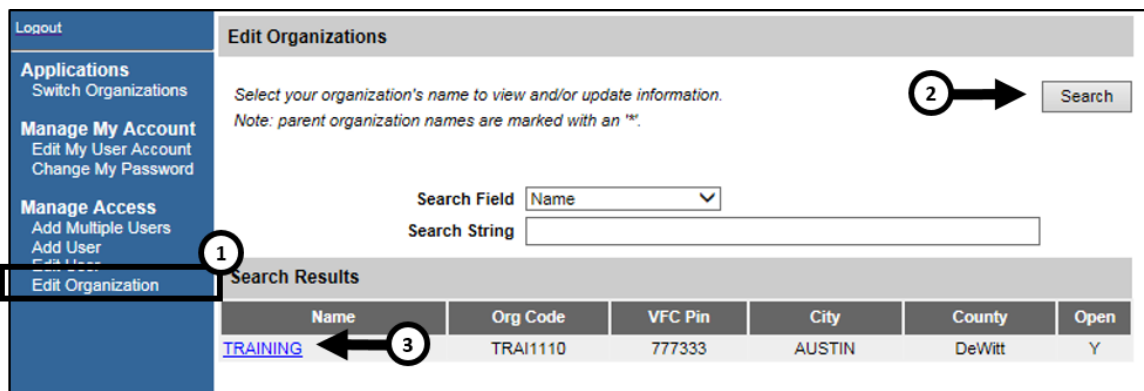 Logout
Applications
Switch Organizations
Manage My Account
Edit My User Account
Change My Password
Manage Access
Add Multiple Users
Add User
Edit User
Edit Organization
1
Edit Organizations
Select your organization's name to view and/or update information.
Note: parent organization names are marked with an '*'.
2
Search
Search Field Name
Search String
Search Results
Name Org Code VFC Pin City County Open
TRAINING 3 TRAI1110 777333 AUSTIN DeWitt Y